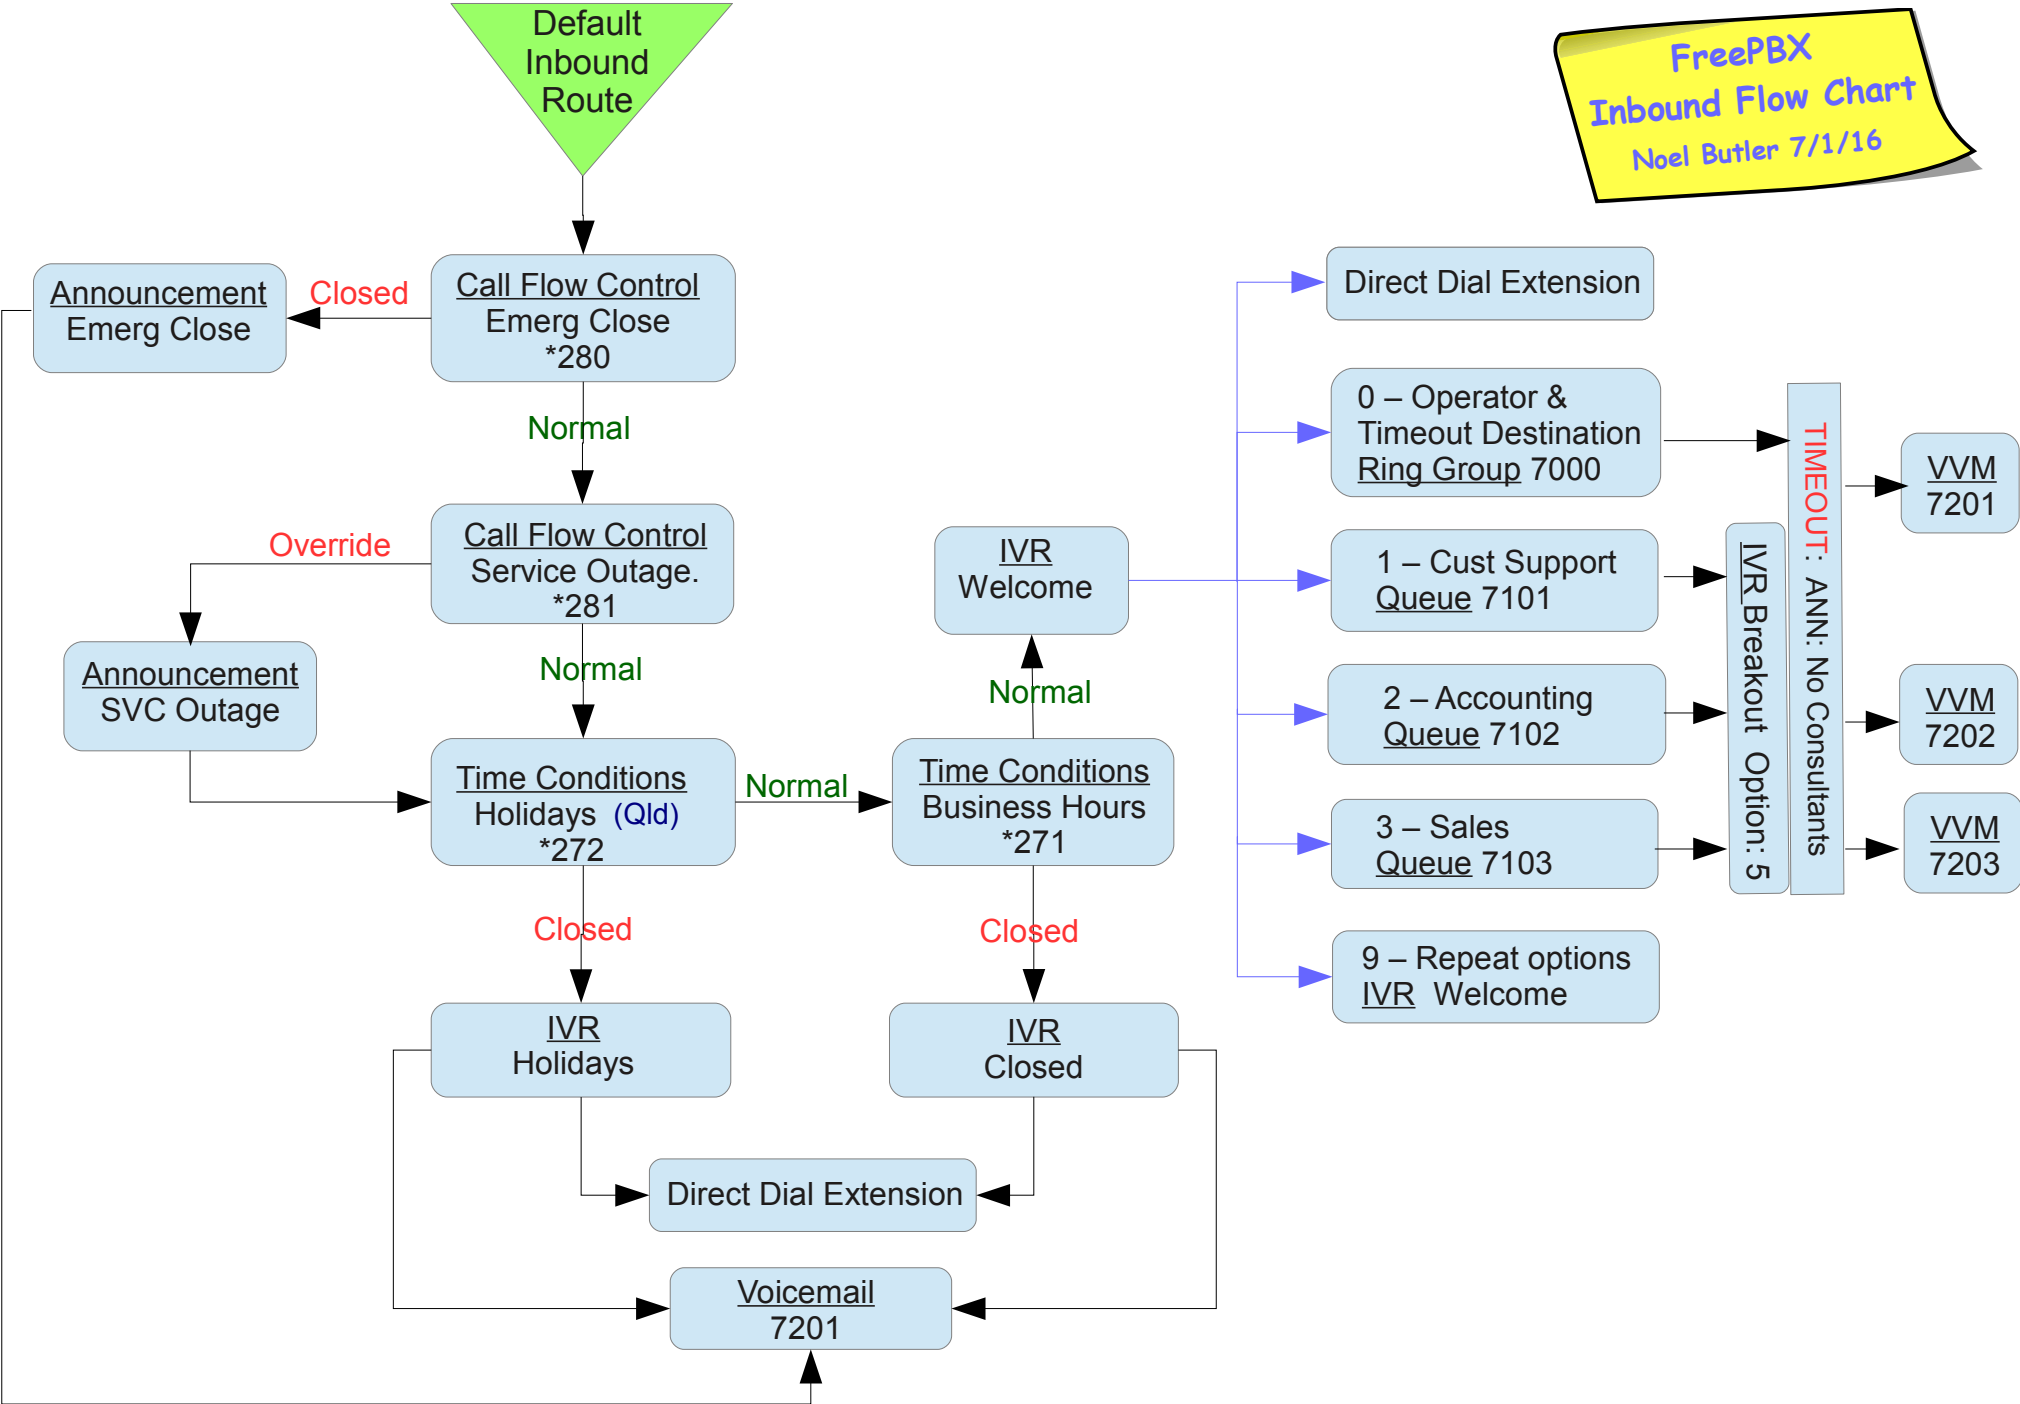 Default
Inbound
Route
FreePBX
Inbound Flow Chart
Noel Butler 7/1/16
Announcement
Emerg Close
Closed
Call Flow Control
Emerg Close
*280
Normal
Override
Call Flow Control
Service Outage.
*281
Normal
Announcement
SVC Outage
Time Conditions
Holidays (Qld)
*272
Normal
Time Conditions
Business Hours
*271
Normal
IVR
Welcome
Closed
Closed
IVR
Holidays
IVR
Closed
Direct Dial Extension
Voicemail
7201
Direct Dial Extension
0 – Operator &
Timeout Destination
Ring Group 7000
1 – Cust Support
Queue 7101
2 – Accounting
Queue 7102
3 – Sales
Queue 7103
9 – Repeat options
IVR Welcome
IVR Breakout Option: 5
TIMEOUT: ANN: No Consultants
VVM
7201
VVM
7202
VVM
7203